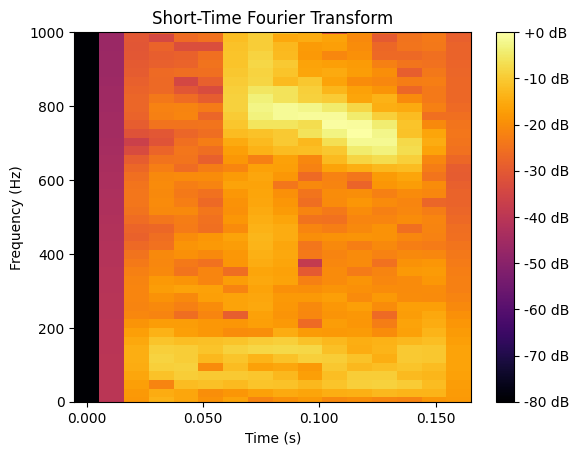 Short-Time Fourier Transform
Frequency (Hz)
1000
800
600
400
200
0
0.000
0.050
0.100
0.150
Time (s)
+0 dB
-10 dB
-20 dB
-30 dB
-40 dB
-50 dB
-60 dB
-70 dB
-80 dB